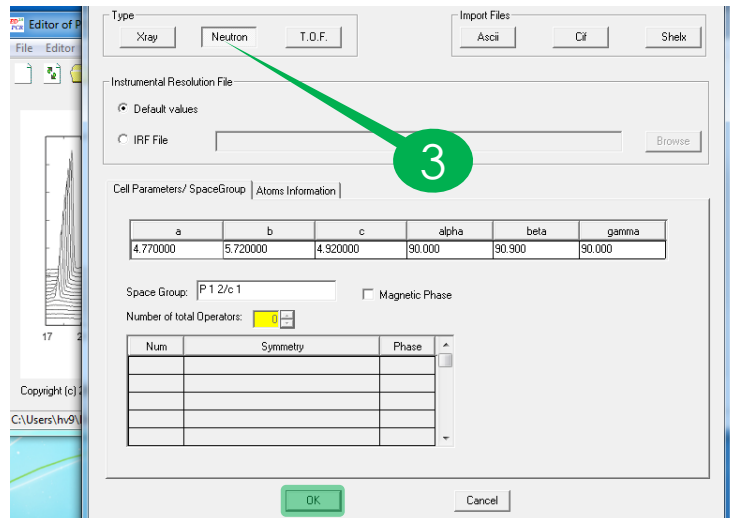 Editor of P
File Editor
17 2
Copyright (c) 2
C:\Users\hv9\
Type
Xray Neutron T.O.F.
Import Files
Ascii Cif Shelx
Instrumental Resolution File
Default values
IRF File Browse
3
Cell Parameters/ SpaceGroup Atoms Information
a b c alpha beta gamma
4.770000 5.720000 4.920000 90.000 90.900 90.000
Space Group: P 1 2/c 1 Magnetic Phase
Number of total Operators: 0
Num Symmetry Phase
OK Cancel